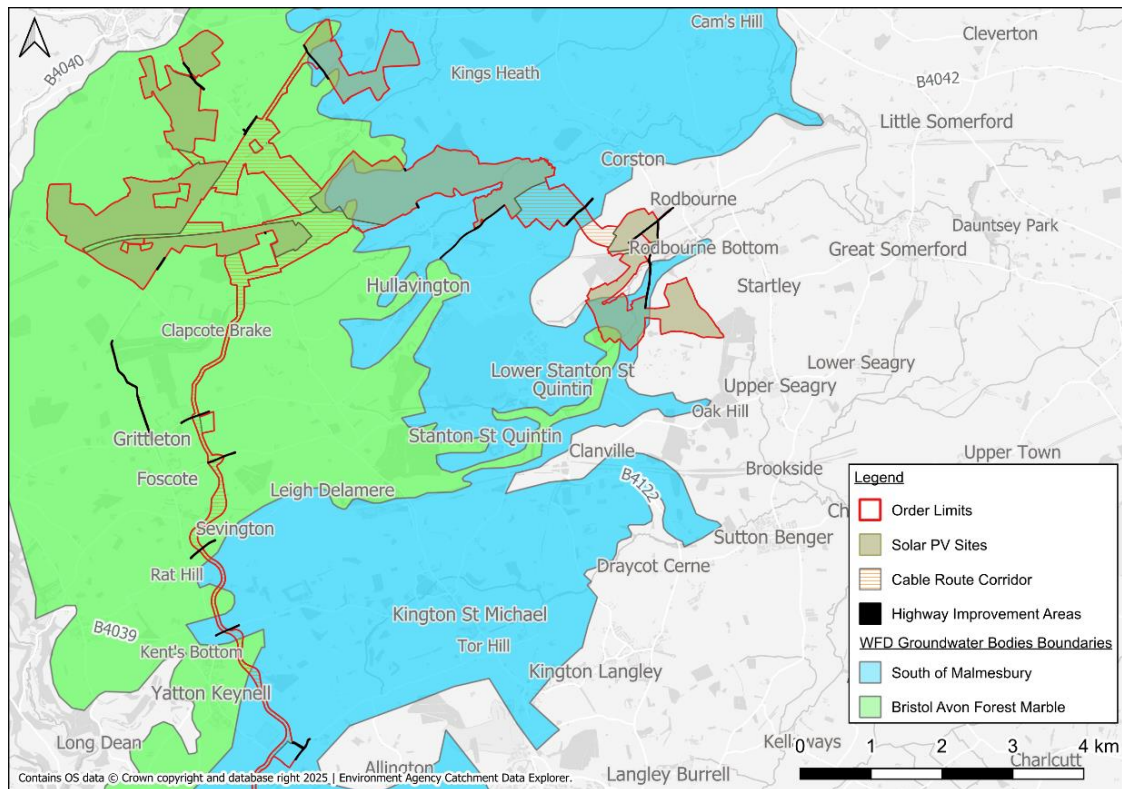 Cam's Hill
Cleverton
B4040
Kings Heath
B4042
Little Somerford
Corston
Rodbourne
Dauntsey Park
Rodbourne Bottom
Great Somerford
Hullavington
Startley
Clapcote Brake
Lower Stanton St
Quintin
Lower Seagry
Upper Seagry
Oak Hill
Grittleton
Stanton St Quintin
Clanville
Upper Town
Foscote
Brookside
Leigh Delamere
B4122
Sevington
Sutton Benger
Rat Hill
Draycot Cerne
B4039
Kington St Michael
Kent's Bottom
Tor Hill
Kington Langley
Yatton Keynell
Long Dean
Allington
Langley Burrell
Charlcutt
Legend
Order Limits
Solar PV Sites
Cable Route Corridor
Highway Improvement Areas
WFD Groundwater Bodies Boundaries
South of Malmesbury
Bristol Avon Forest Marble
0 1 2 3 4 km
Contains OS data © Crown copyright and database right 2025 | Environment Agency Catchment Data Explorer.